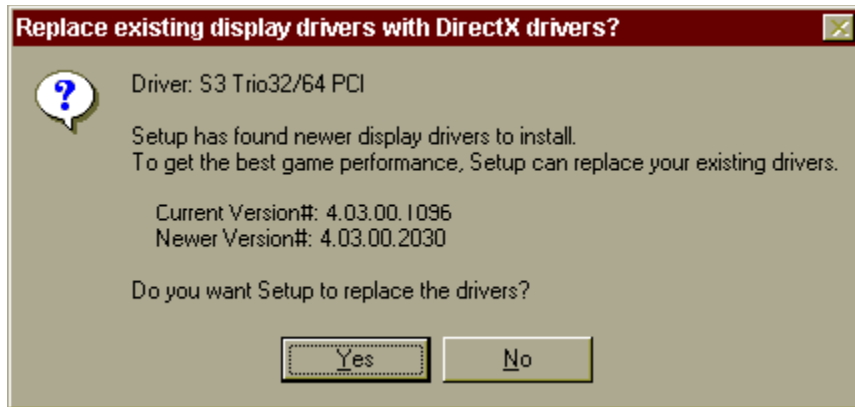 Replace existing display drivers with DirectX drivers?
Driver: S3 Trio32/64 PCI
Setup has found newer display drivers to install.
To get the best game performance, Setup can replace your existing drivers.
Current Version#: 4.03.00.1096
Newer Version#: 4.03.00.2030
Do you want Setup to replace the drivers?
Yes
No